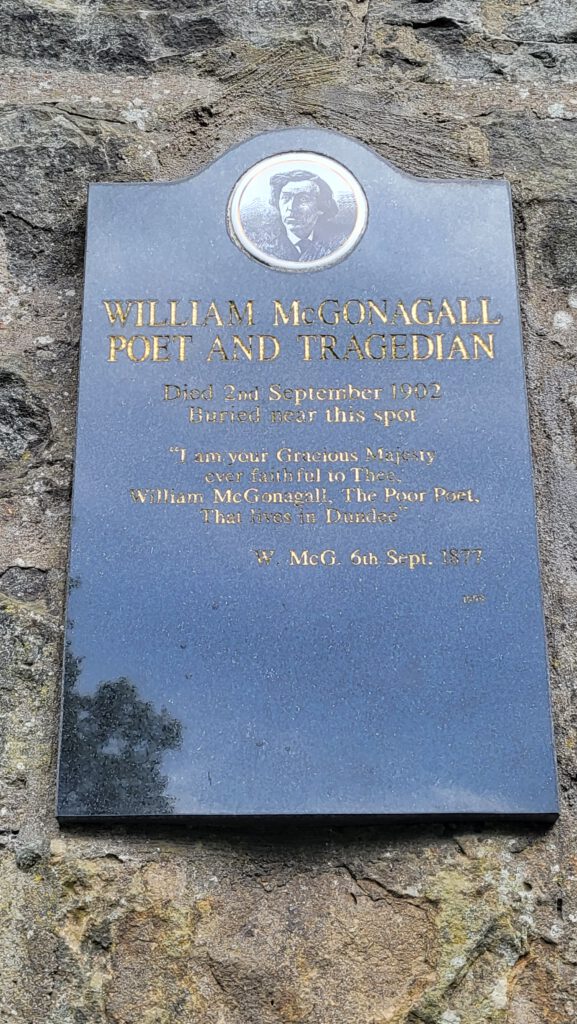 WILLIAM McGONAGALL
POET AND TRAGEDIAN
Died 2nd September 1902
Buried near this spot
“I am your Gracious Majesty
ever faithful to Thee,
William McGonagall, The Poor Poet,
That lives in Dundee”
W. McG. 6th Sept. 1877